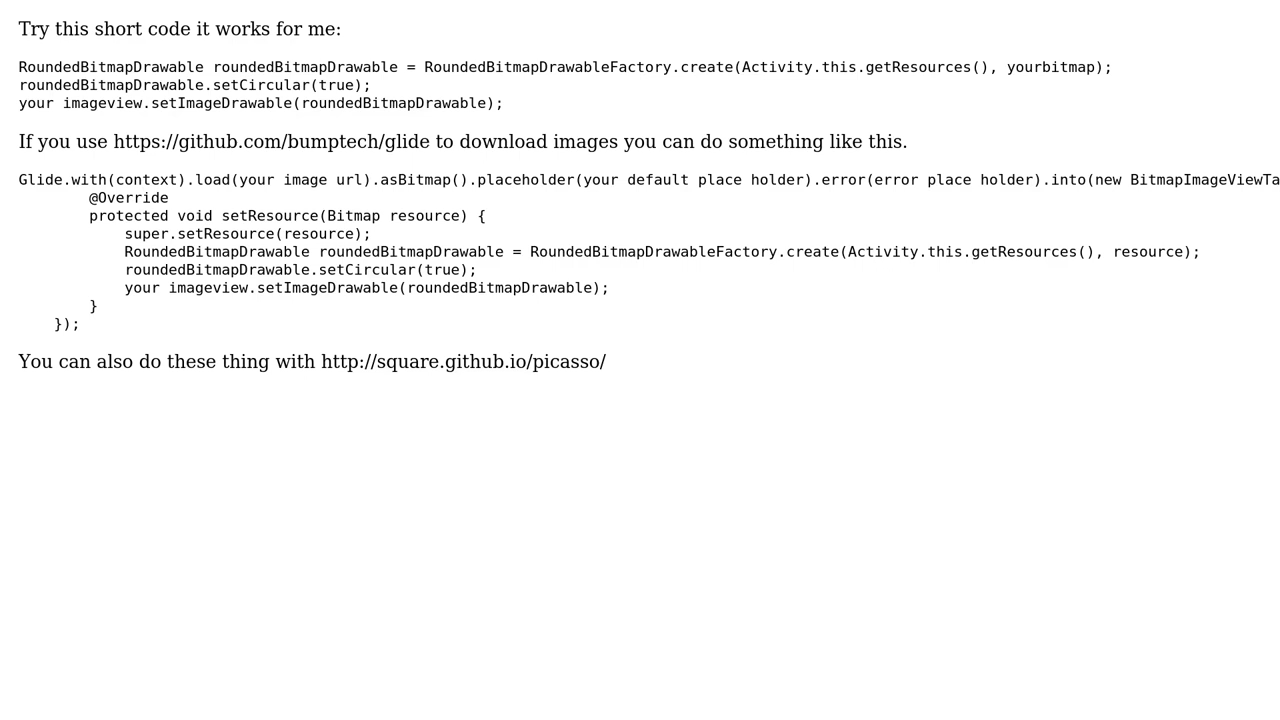 Try this short code it works for me:
RoundedBitmapDrawable roundedBitmapDrawable = RoundedBitmapDrawableFactory.create(Activity.this.getResources(), yourbitmap);
roundedBitmapDrawable.setCircular(true);
your imageview.setImageDrawable(roundedBitmapDrawable);
If you use https://github.com/bumptech/glide to download images you can do something like this.
Glide.with(context).load(your image url).asBitmap().placeholder(your default place holder).error(error place holder).into(new BitmapImageViewTa
        @Override
        protected void setResource(Bitmap resource) {
            super.setResource(resource);
            RoundedBitmapDrawable roundedBitmapDrawable = RoundedBitmapDrawableFactory.create(Activity.this.getResources(), resource);
            roundedBitmapDrawable.setCircular(true);
            your imageview.setImageDrawable(roundedBitmapDrawable);
        }
    });
You can also do these thing with http://square.github.io/picasso/